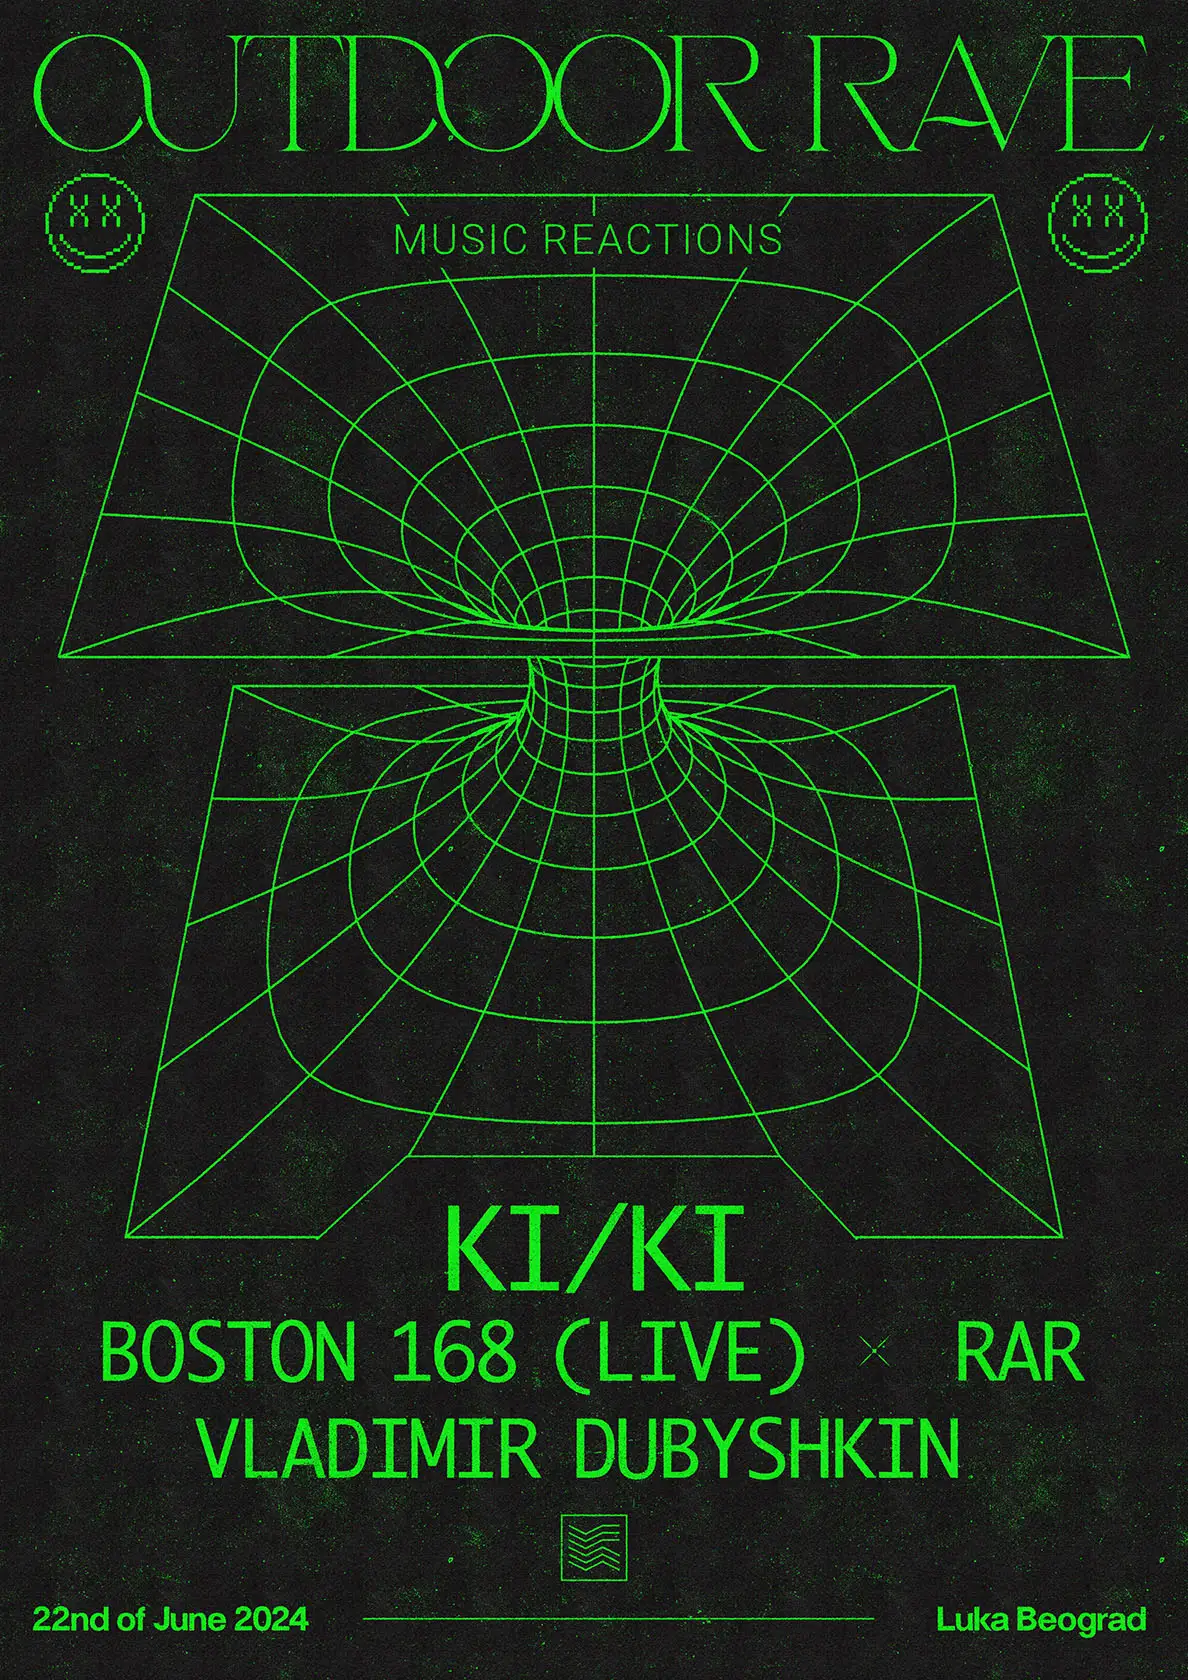 OUTDOOR RAVE
MUSIC REACTIONS
KI/KI
BOSTON 168 (LIVE) × RAR
VLADIMIR DUBYSHKIN
22nd of June 2024
Luka Beograd